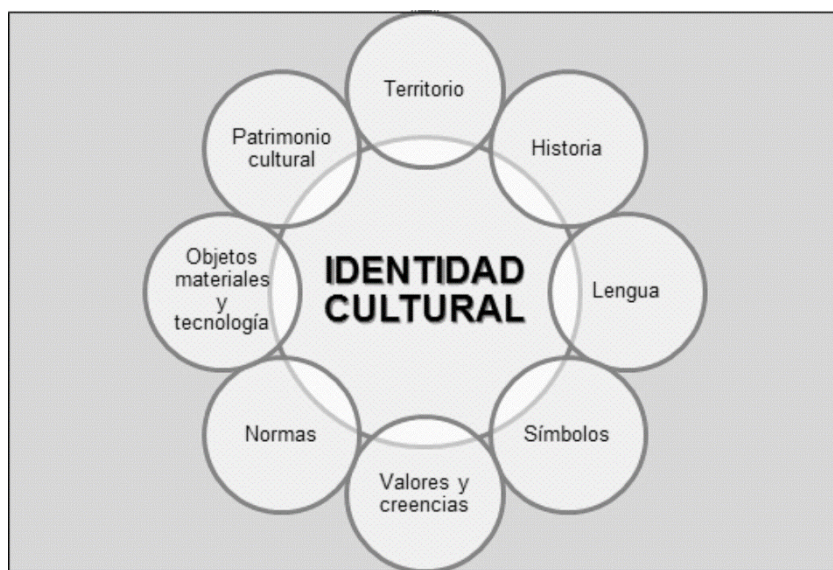 Territorio
Historia
Lengua
Símbolos
Valores y
creencias
Normas
Objetos
materiales
y
tecnología
Patrimonio
cultural
IDENTIDAD
CULTURAL